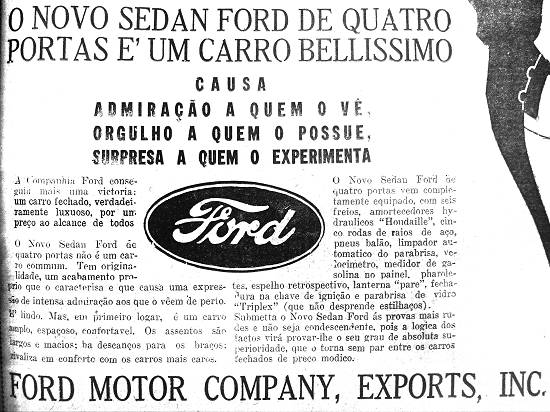 O NOVO SEDAN FORD DE QUATRO
PORTAS E' UM CARRO BELLISSIMO
CAUSA
ADMIRAÇÃO A QUEM O VÊ,
ORGULHO A QUEM O POSSUE,
SURPRESA A QUEM O EXPERIMENTA
A Companhia Ford conse-
guiu mais uma victoria:
um carro fechado, verdadei-
ramente luxuoso, por um
preço ao alcance de todos
O Novo Sedan Ford de
quatro portas não é um car-
ro commum. Tem origina-
lidade, um acabamento pro-
prio que o caracterisa e que causa uma expres-
são de intensa admiração aos que o vêem de perto.
E' lindo. Mas, em primeiro logar, é um carro
amplo, espaçoso, confortavel. Os assentos são
largos e macios; ha descanços para os braços;
rivaliza em conforto com os carros mais caros.
Ford
O Novo Sedan Ford de
quatro portas vem comple-
tamente equipado, com seis
freios, amortecedores hy-
draulicos "Houdaille", cin-
co rodas de raios de aço,
pneus balão, limpador au-
tomatico do parabrisa, ve-
locimetro, medidor de ga-
solina no painel, pharole-
tes, espelho retrospectivo, lanterna "pare", fecha-
dura na chave de ignição e parabrisa de vidro
"Triplex" (que não desprende estilhaços).
Submetta o Novo Sedan Ford ás provas mais ru-
des e não seja condescendente, pois a logica dos
factos virá provar-lhe o seu grau de absoluta su-
perioridade, que o torna sem par entre os carros
fechados de preço modico.
FORD MOTOR COMPANY, EXPORTS, INC.